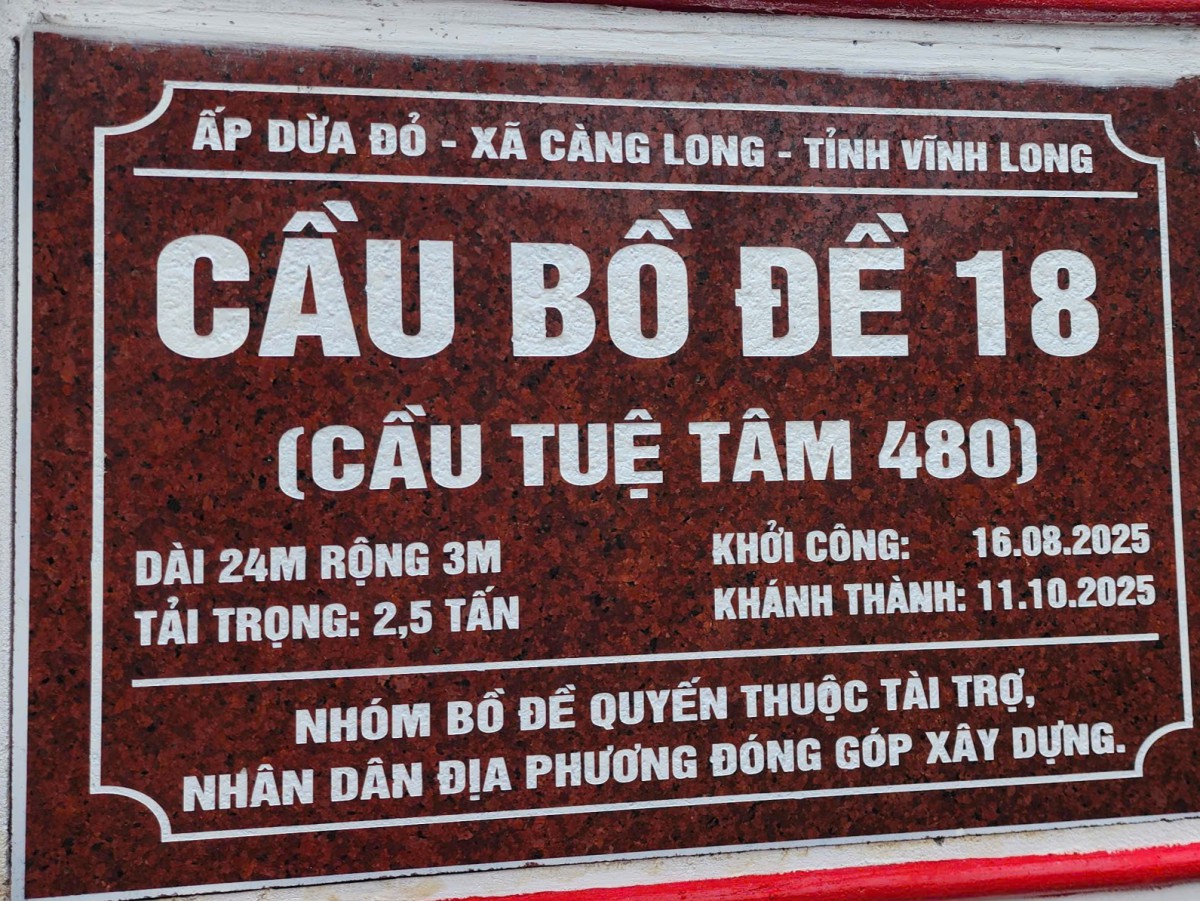 ẤP DỪA ĐỎ - XÃ CÀNG LONG - TỈNH VĨNH LONG
CẦU BỒ ĐỀ 18
(CẦU TUỆ TÂM 480)
DÀI 24M RỘNG 3M
TẢI TRỌNG: 2,5 TẤN
KHỞI CÔNG: 16.08.2025
KHÁNH THÀNH: 11.10.2025
NHÓM BỒ ĐỀ QUYẾN THUỘC TÀI TRỢ,
NHÂN DÂN ĐỊA PHƯƠNG ĐÓNG GÓP XÂY DỰNG.